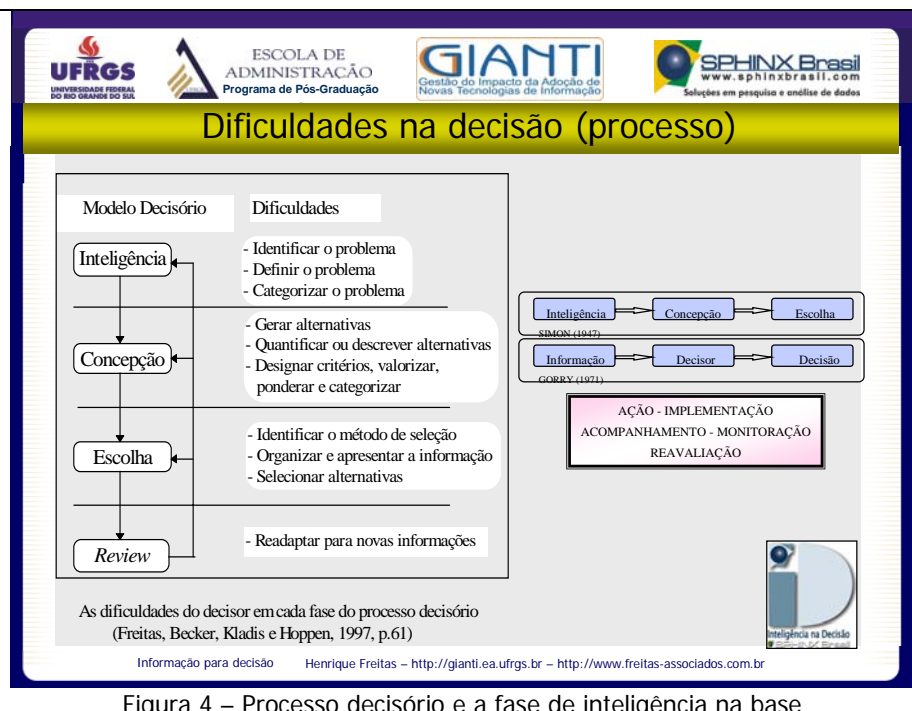 UFRGS
UNIVERSIDADE FEDERAL
DO RIO GRANDE DO SUL
ESCOLA DE
ADMINISTRAÇÃO
Programa de Pós-Graduação
GIANTI
Gestão do Impacto da Adoção de
Novas Tecnologias de Informação
SPHINX Brasil
www.sphinxbrasil.com
Soluções em pesquisa e análise de dados
Dificuldades na decisão (processo)
Modelo Decisório
Dificuldades
Inteligência
- Identificar o problema
- Definir o problema
- Categorizar o problema
Concepção
- Gerar alternativas
- Quantificar ou descrever alternativas
- Designar critérios, valorizar,
ponderar e categorizar
Escolha
- Identificar o método de seleção
- Organizar e apresentar a informação
- Selecionar alternativas
Review
- Readaptar para novas informações
As dificuldades do decisor em cada fase do processo decisório
(Freitas, Becker, Kladis e Hoppen, 1997, p.61)
Inteligência Concepção Escolha
SIMON (1947)
Informação Decisor Decisão
GORRY (1971)
AÇÃO - IMPLEMENTAÇÃO
ACOMPANHAMENTO - MONITORAÇÃO
REAVALIAÇÃO
Inteligência na Decisão
SPHINX Brasil
Informação para decisão Henrique Freitas – http://gianti.ea.ufrgs.br – http://www.freitas-associados.com.br
Figura 4 – Processo decisório e a fase de inteligência na base